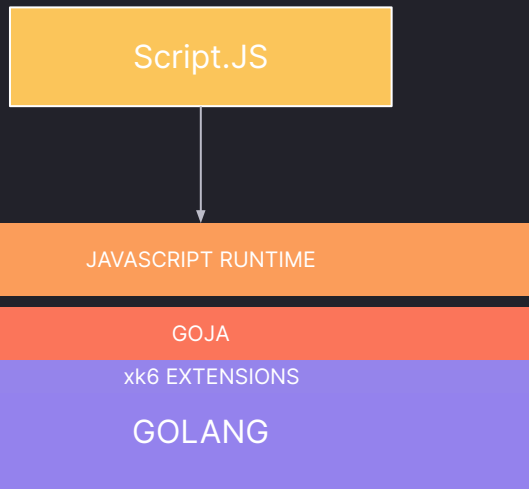 Script.JS
JAVASCRIPT RUNTIME
GOJA
xk6 EXTENSIONS
GOLANG